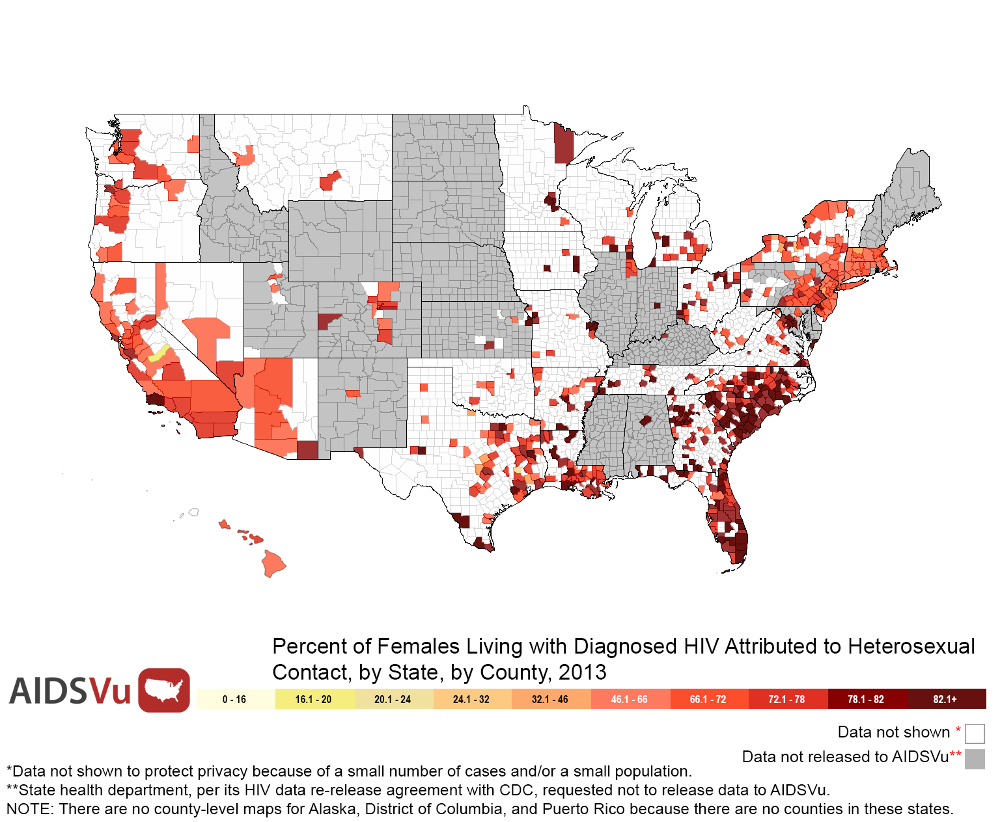 Percent of Females Living with Diagnosed HIV Attributed to Heterosexual
Contact, by State, by County, 2013
AIDSVu
0 - 16
16.1 - 20
20.1 - 24
24.1 - 32
32.1 - 46
46.1 - 66
66.1 - 72
72.1 - 78
78.1 - 82
82.1+
Data not shown *
Data not released to AIDSVu**
*Data not shown to protect privacy because of a small number of cases and/or a small population.
**State health department, per its HIV data re-release agreement with CDC, requested not to release data to AIDSVu.
NOTE: There are no county-level maps for Alaska, District of Columbia, and Puerto Rico because there are no counties in these states.